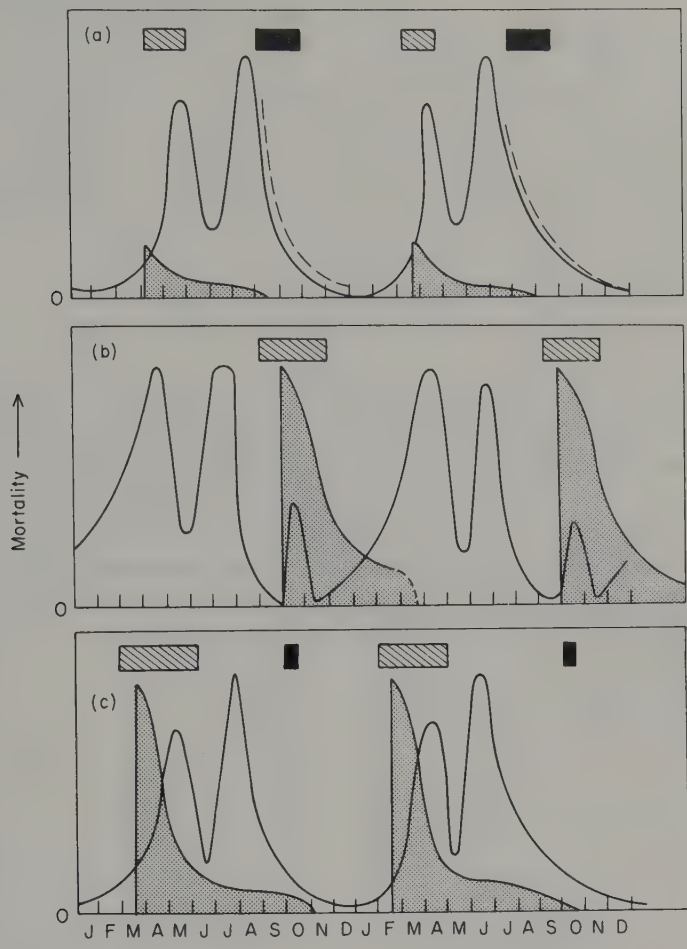 (a)
0
(b)
0
Mortality →
(c)
0
J F M A M J J A S O N D J F M A M J J A S O N D